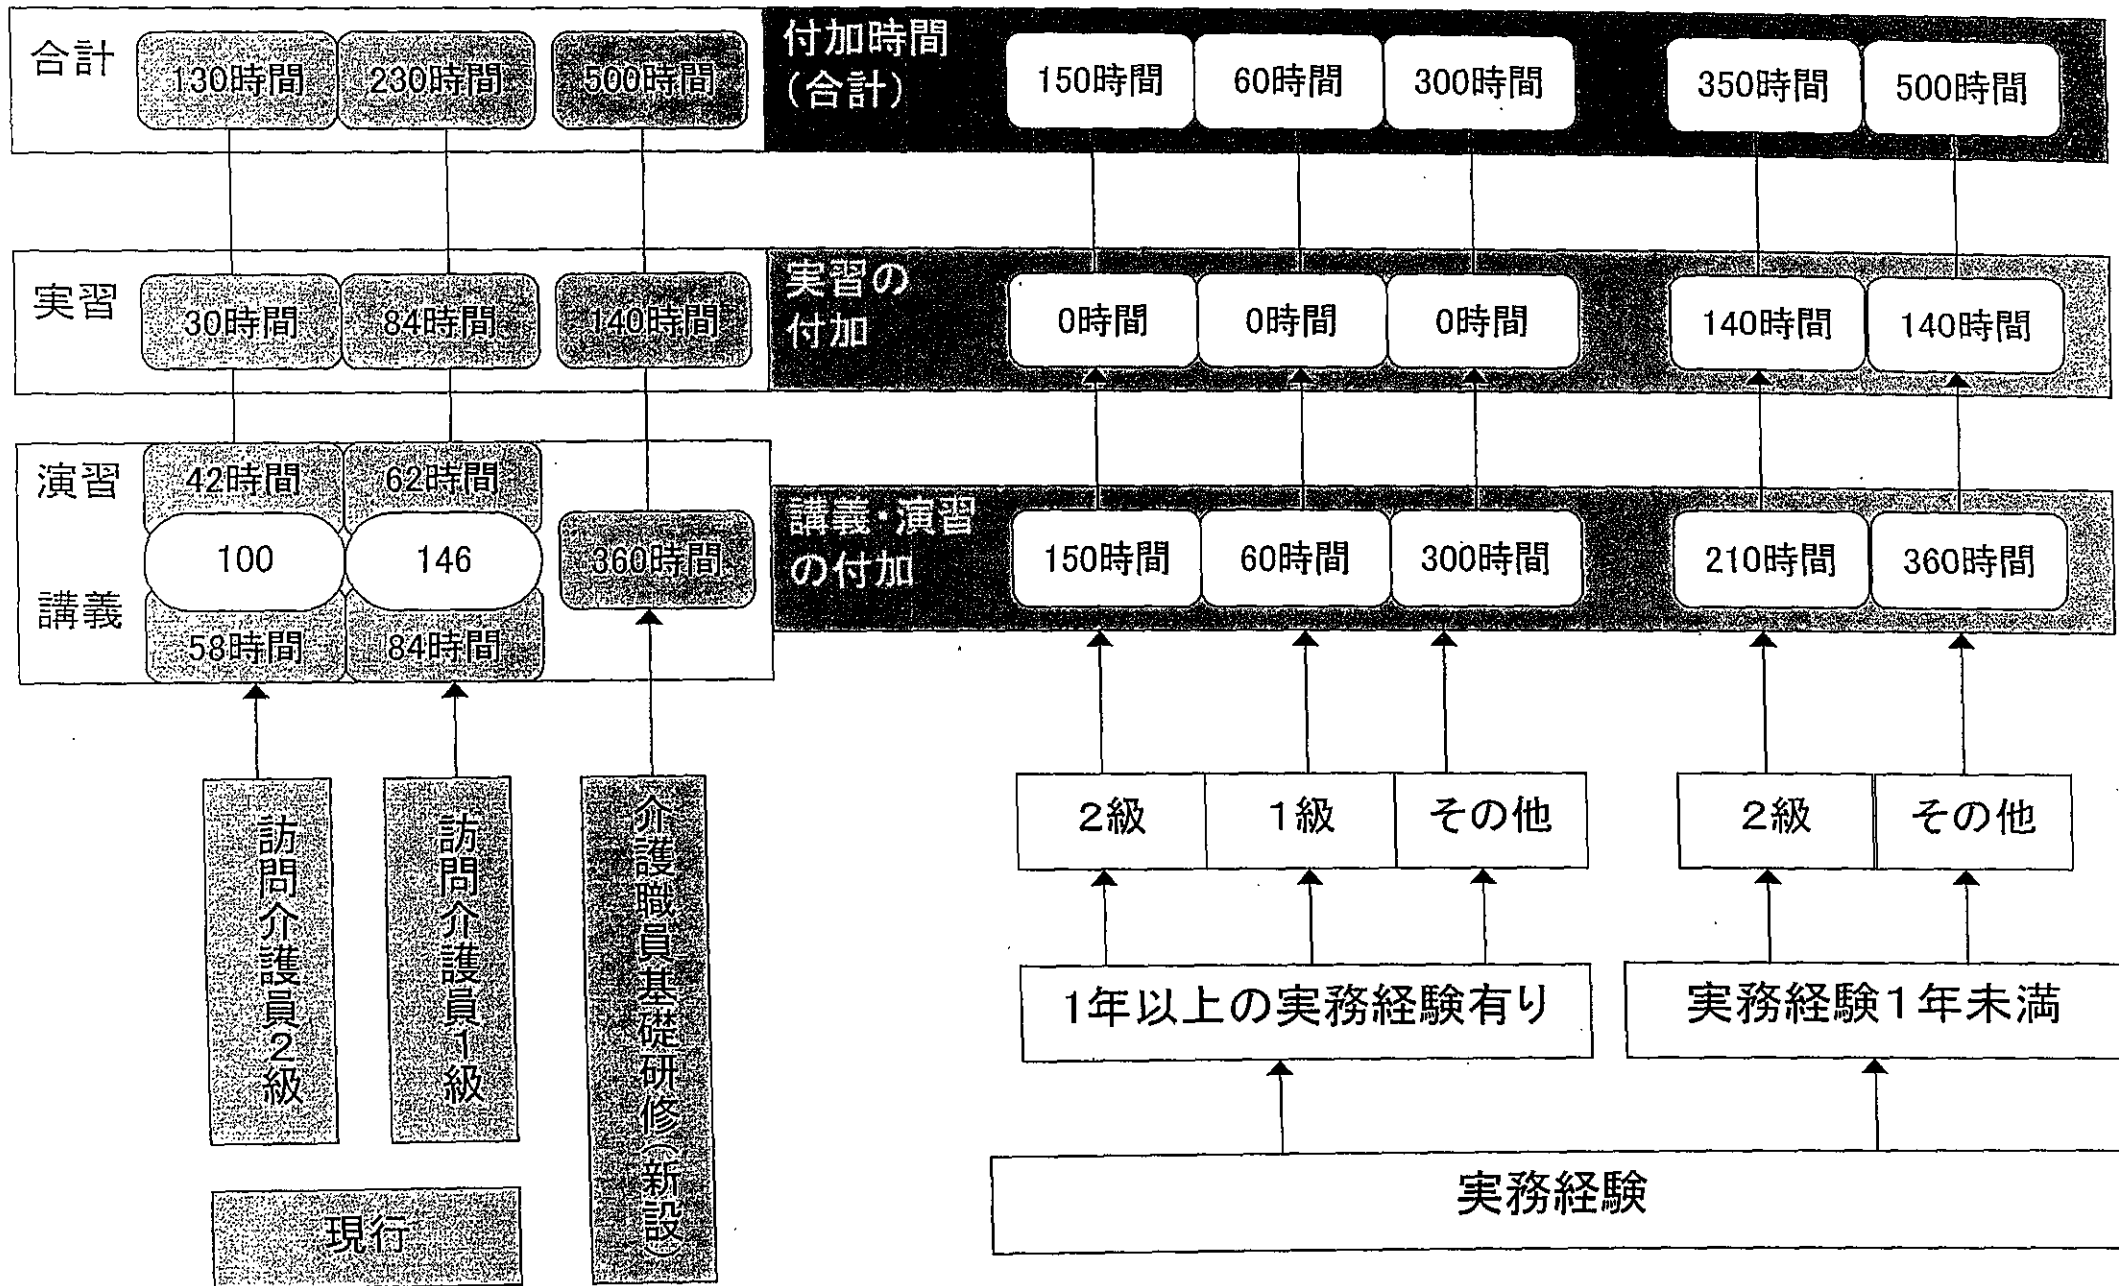 合計
130時間
230時間
500時間
付加時間
(合計)
150時間
60時間
300時間
350時間
500時間
実習
30時間
84時間
140時間
実習の
付加
0時間
0時間
0時間
140時間
140時間
演習
42時間
62時間
100
146
360時間
講義
58時間
84時間
講義・演習
の付加
150時間
60時間
300時間
210時間
360時間
2級
1級
その他
2級
その他
1年以上の実務経験有り
実務経験1年未満
実務経験
訪問介護員2級
訪問介護員1級
介護職員基礎研修(新設)
現行